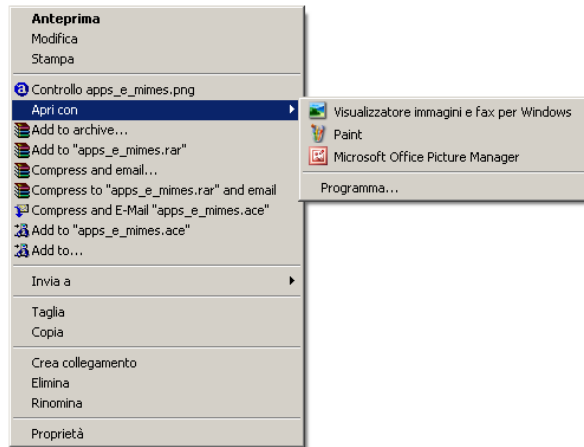 Anteprima
Modifica
Stampa
Controllo apps_e_mimes.png
Apri con
Add to archive...
Add to "apps_e_mimes.rar"
Compress and email...
Compress to "apps_e_mimes.rar" and email
Compress and E-Mail "apps_e_mimes.ace"
Add to "apps_e_mimes.ace"
Add to...
Invia a
Taglia
Copia
Crea collegamento
Elimina
Rinomina
Proprietà
Visualizzatore immagini e fax per Windows
Paint
Microsoft Office Picture Manager
Programma...